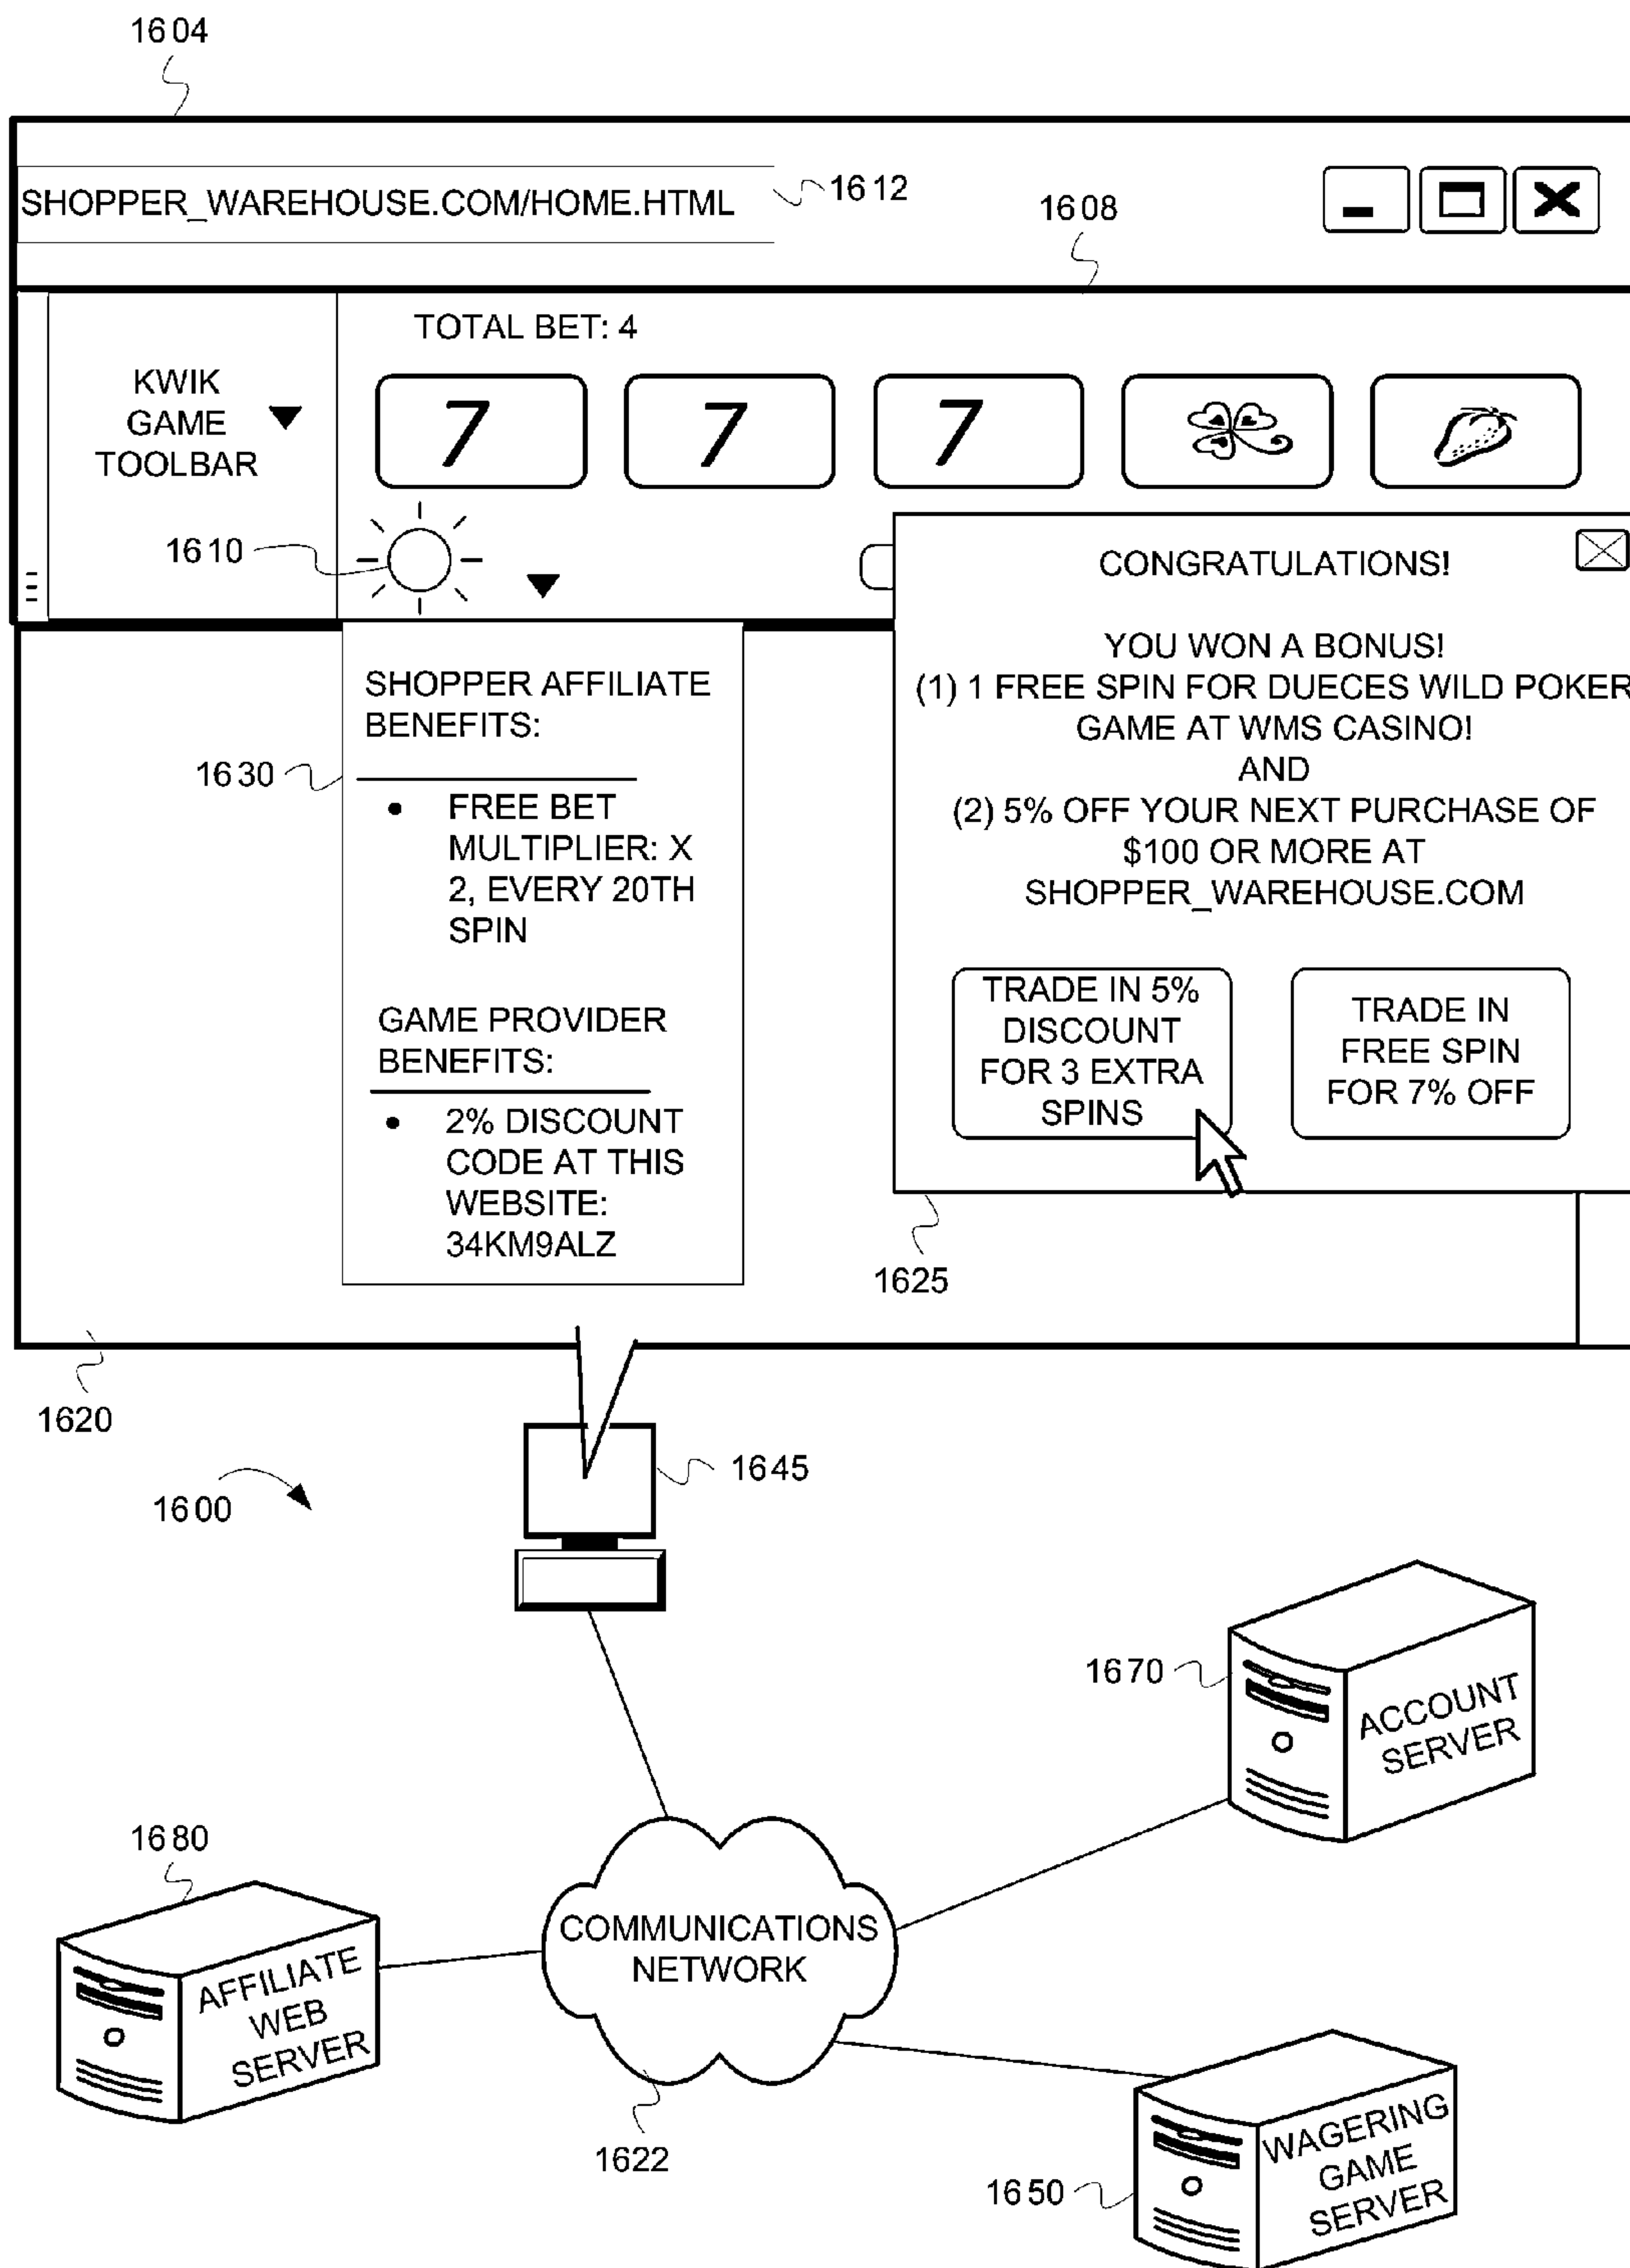 1604
SHOPPER_WAREHOUSE.COM/HOME.HTML
1612
1608
TOTAL BET: 4
KWIK
GAME
TOOLBAR
7 7 7
1610
CONGRATULATIONS!
YOU WON A BONUS!
(1) 1 FREE SPIN FOR DUECES WILD POKER
GAME AT WMS CASINO!
AND
(2) 5% OFF YOUR NEXT PURCHASE OF
$100 OR MORE AT
SHOPPER_WAREHOUSE.COM
TRADE IN 5%
DISCOUNT
FOR 3 EXTRA
SPINS
TRADE IN
FREE SPIN
FOR 7% OFF
1625
SHOPPER AFFILIATE
BENEFITS:
1630
• FREE BET
MULTIPLIER: X
2, EVERY 20TH
SPIN
GAME PROVIDER
BENEFITS:
• 2% DISCOUNT
CODE AT THIS
WEBSITE:
34KM9ALZ
1620
1645
1600
1670
ACCOUNT
SERVER
1680
AFFILIATE
WEB
SERVER
COMMUNICATIONS
NETWORK
1622
1650
WAGERING
GAME
SERVER